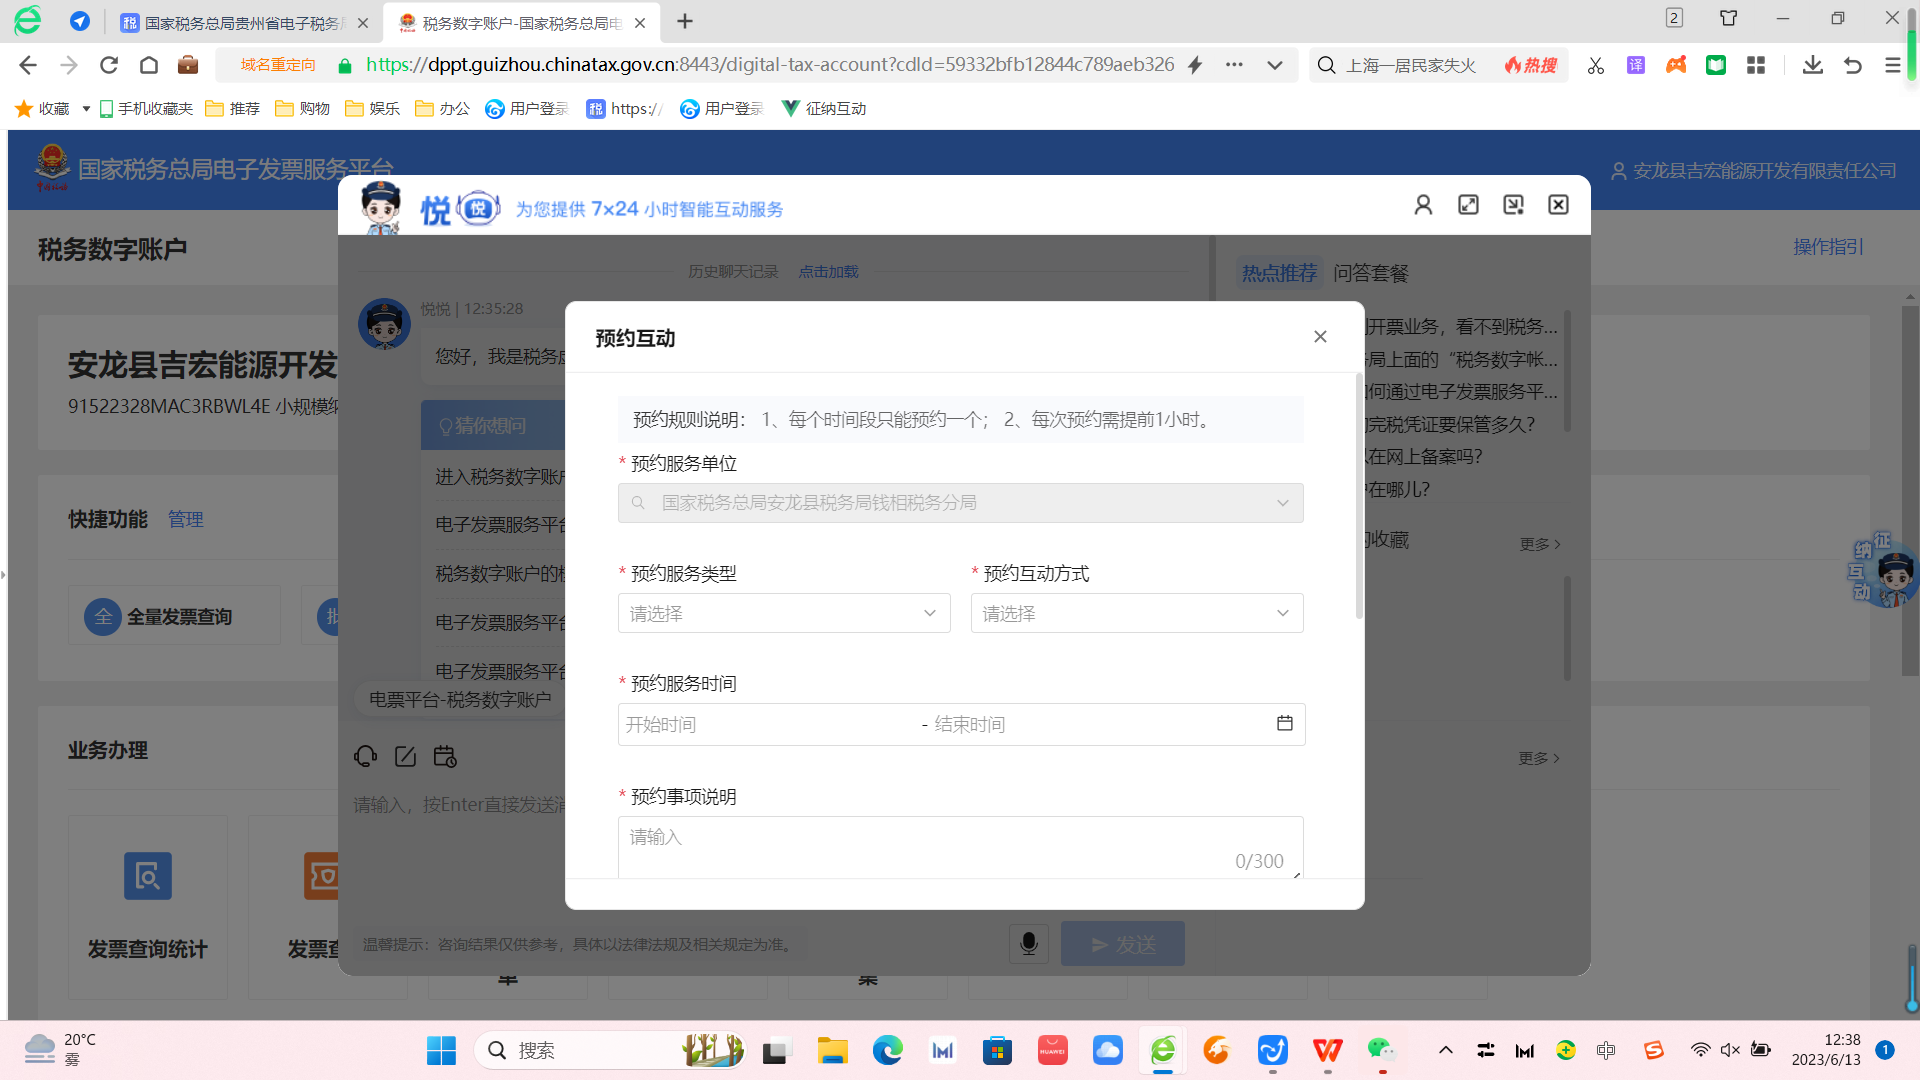 国家税务总局贵州省电子税务局
税务数字账户-国家税务总局电
2
域名重定向
https://dppt.guizhou.chinatax.gov.cn:8443/digital-tax-account?cdId=59332bfb12844c789aeb326
上海一居民家失火
热搜
译
收藏
手机收藏夹
推荐
购物
娱乐
办公
用户登录
税
https:/
用户登录
征纳互动
国家税务总局电子发票服务平台
安龙县吉宏能源开发有限责任公司
悦
悦
为您提供 7×24 小时智能互动服务
税务数字账户
操作指引
历史聊天记录
点击加载
热点推荐
问答套餐
悦悦 | 12:35:28
您好，我是税务
安龙县吉宏能源开发
91522328MAC3RBWL4E 小规模纳
猜你想问
进入税务数字账户
电子发票服务平台
税务数字账户的
电子发票服务平台
电子发票服务平台
电票平台-税务数字账户
预约互动
预约规则说明： 1、每个时间段只能预约一个； 2、每次预约需提前1小时。
* 预约服务单位
国家税务总局安龙县税务局钱相税务分局
* 预约服务类型
请选择
* 预约互动方式
请选择
* 预约服务时间
开始时间
- 结束时间
* 预约事项说明
请输入
0/300
开票业务，看不到税务...
局上面的“税务数字帐...
何通过电子发票服务平...
完税凭证要保管多久？
在网上备案吗？
在哪儿？
收藏
更多
更多
快捷功能
管理
全
全量发票查询
批
征纳互动
业务办理
发票查询统计
发票查
单
集
请输入，按Enter直接发送消
温馨提示：咨询结果仅供参考，具体以法律法规及相关规定为准。
发送
20°C
雾
搜索
HUAWEI
中
12:38
2023/6/13
1